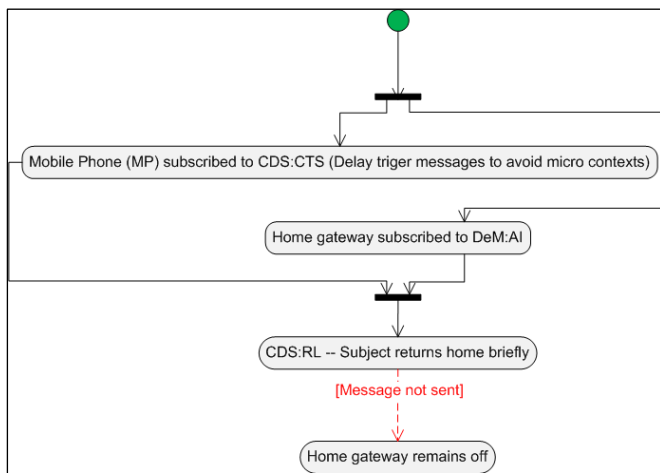 Mobile Phone (MP) subscribed to CDS:CTS (Delay triger messages to avoid micro contexts)
Home gateway subscribed to DeM:AI
CDS:RL -- Subject returns home briefly
[Message not sent]
Home gateway remains off